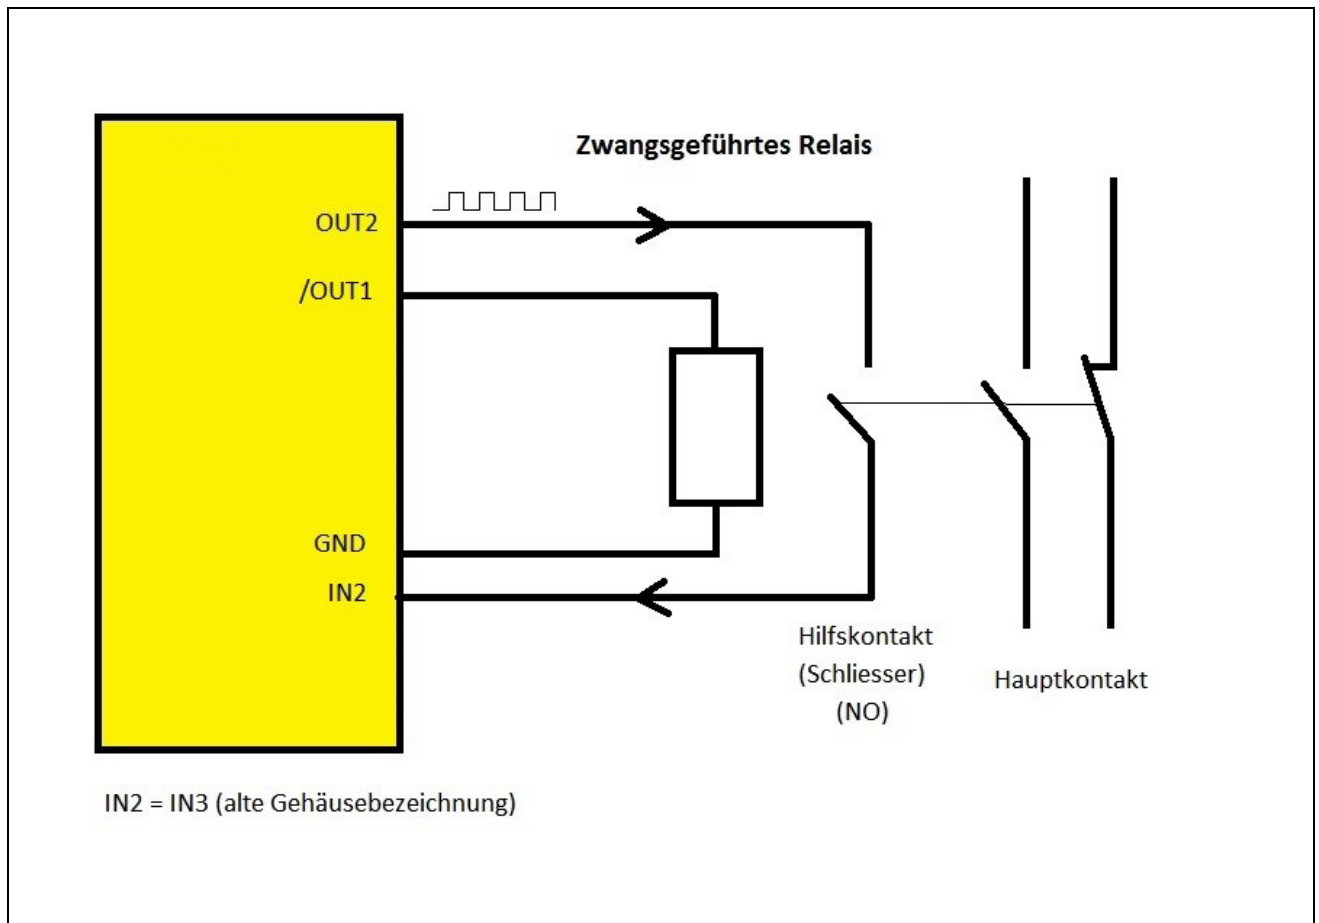 Zwangsgeführtes Relais
OUT2
/OUT1
GND
IN2
Hilfskontakt
(Schliesser)
(NO)
Hauptkontakt
IN2 = IN3 (alte Gehäusebezeichnung)